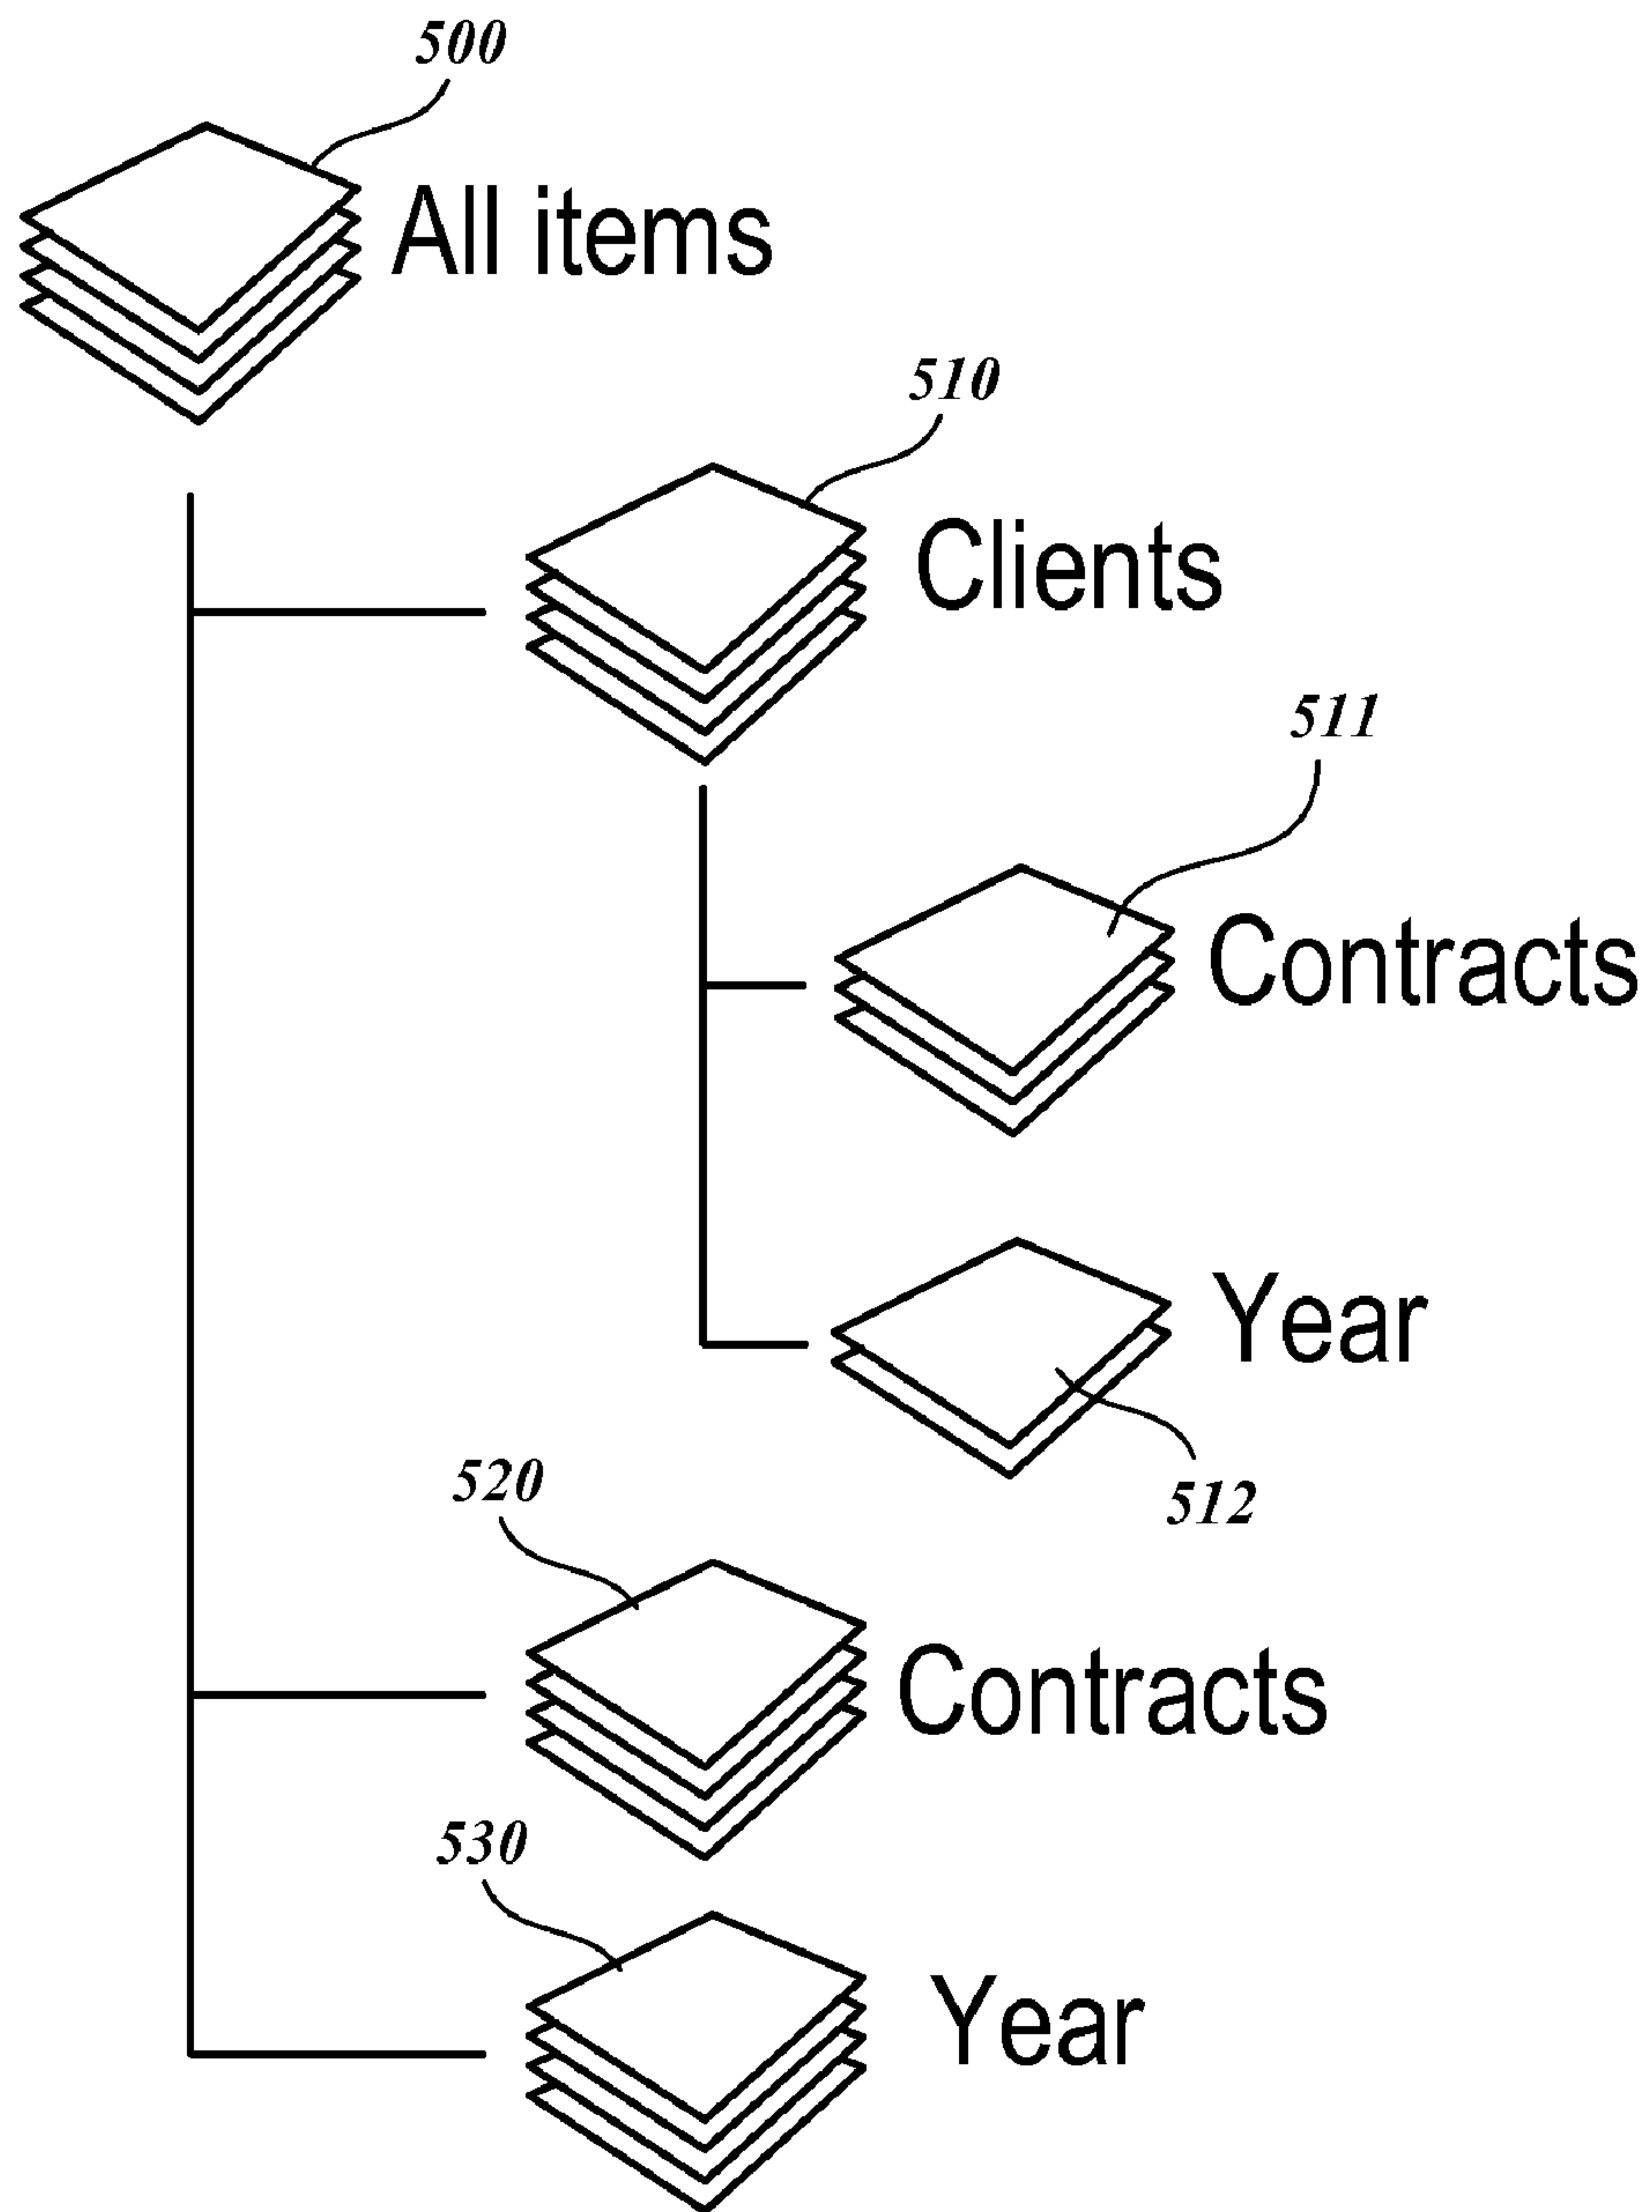 500
All items
510
Clients
511
Contracts
Year
512
520
Contracts
530
Year